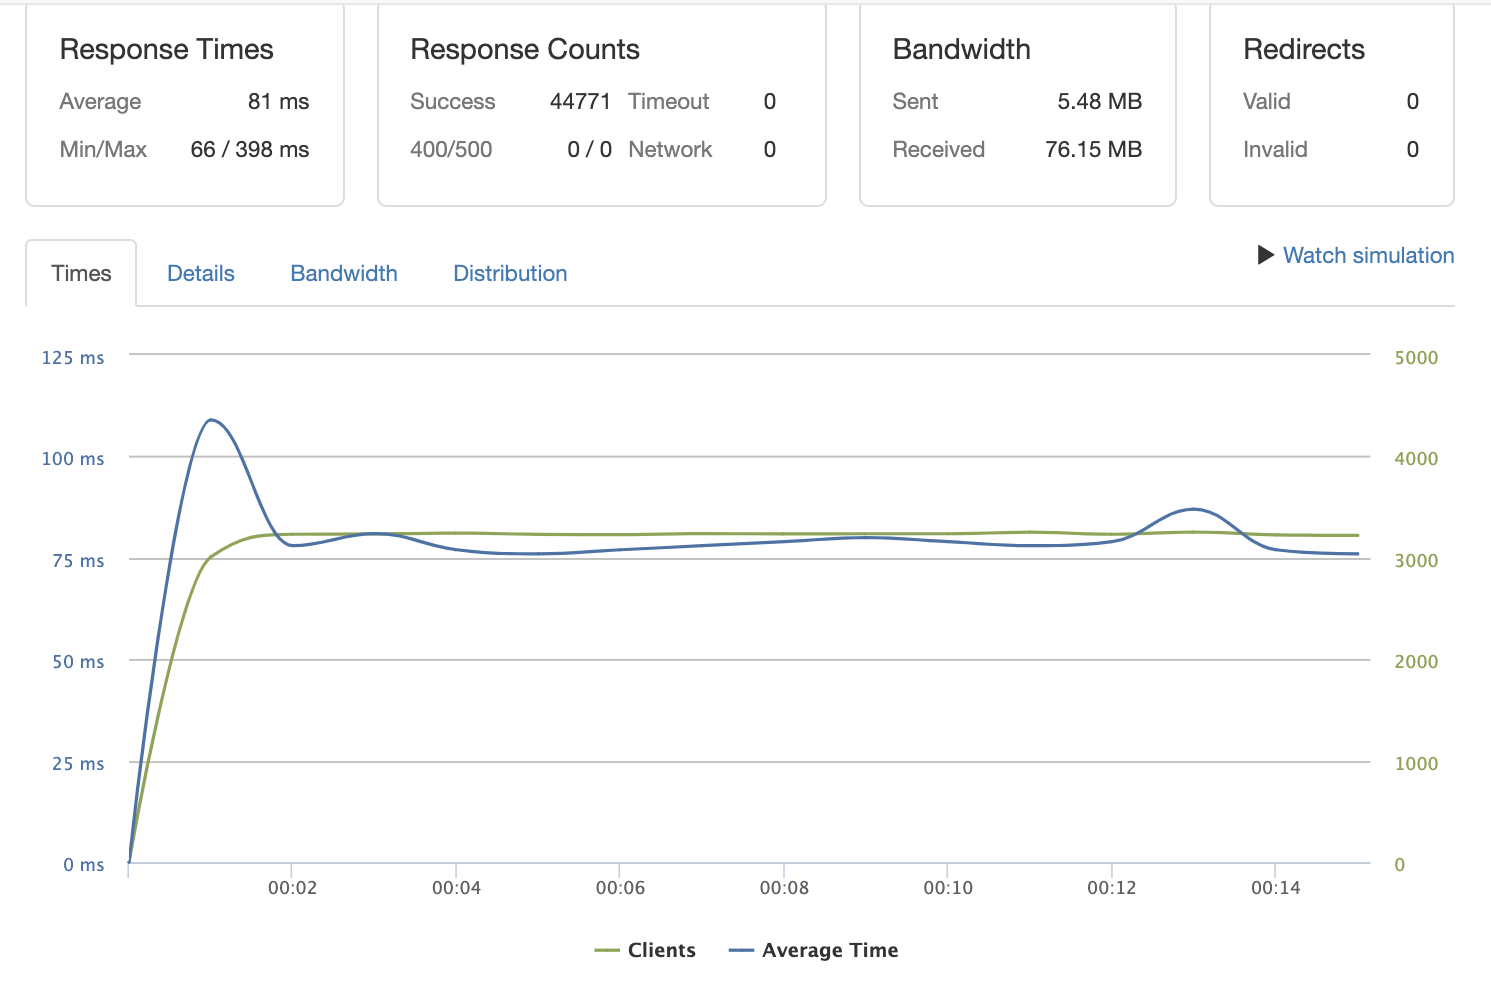 Response Times
Average 81 ms
Min/Max 66 / 398 ms
Response Counts
Success 44771 Timeout 0
400/500 0 / 0 Network 0
Bandwidth
Sent 5.48 MB
Received 76.15 MB
Redirects
Valid 0
Invalid 0
Times Details Bandwidth Distribution
Watch simulation
125 ms 5000
100 ms 4000
75 ms 3000
50 ms 2000
25 ms 1000
0 ms 0
00:02 00:04 00:06 00:08 00:10 00:12 00:14
Clients Average Time